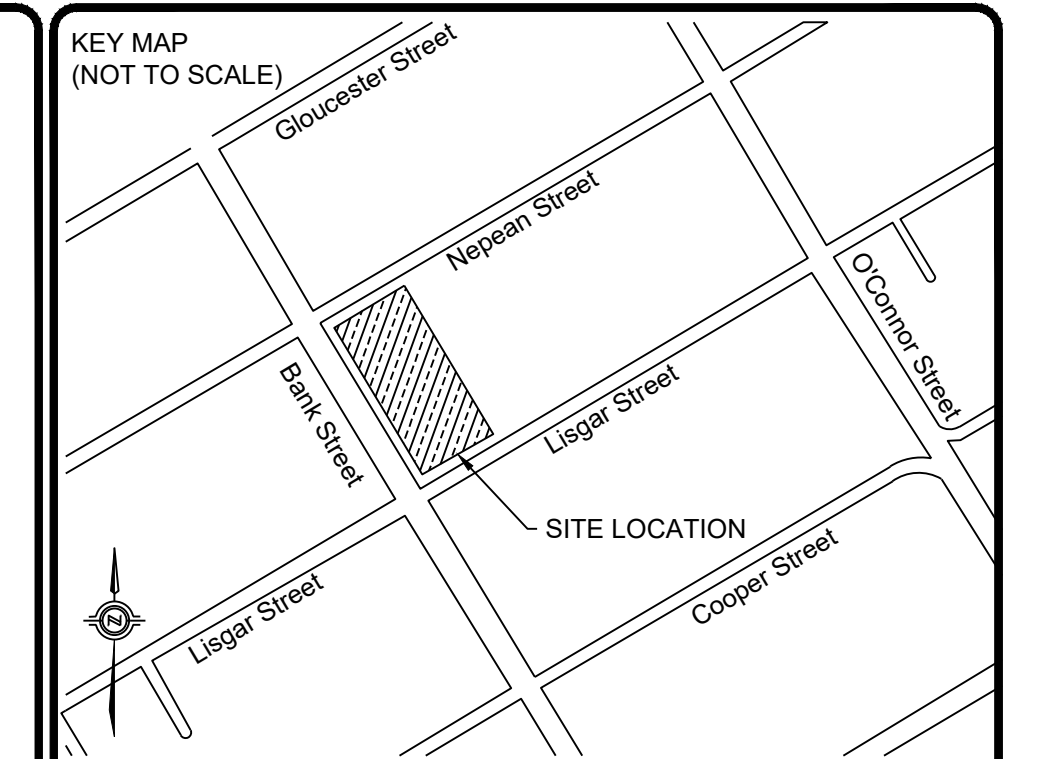 KEY MAP
(NOT TO SCALE)
Gloucester Street
Nepean Street
O'Connor Street
Bank Street
Lisgar Street
SITE LOCATION
Cooper Street
Lisgar Street
N